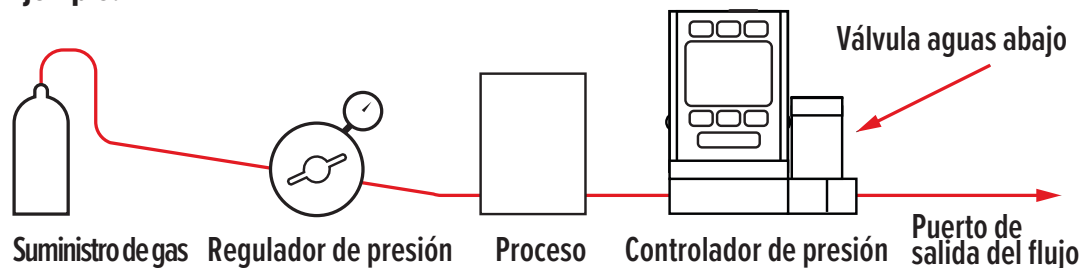 Válvula aguas abajo
Suministro de gas
Regulador de presión
Proceso
Controlador de presión
Puerto de
salida del flujo